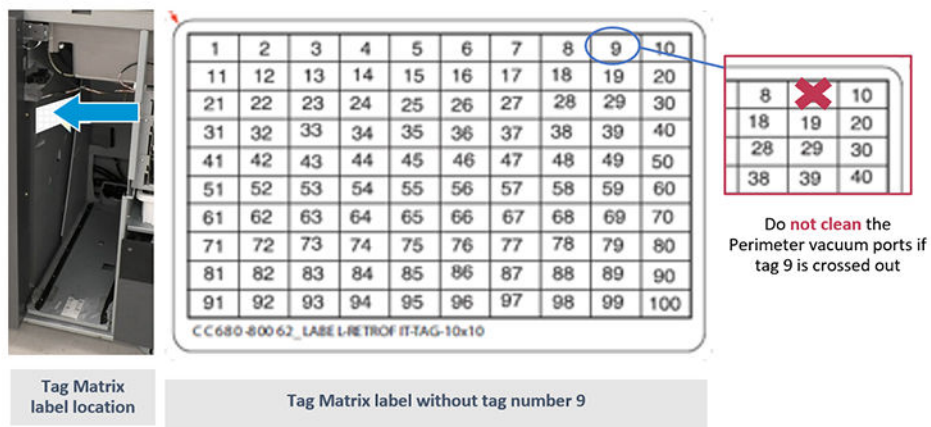 1 2 3 4 5 6 7 8 9 10
11 12 13 14 15 16 17 18 19 20
21 22 23 24 25 26 27 28 29 30
31 32 33 34 35 36 37 38 39 40
41 42 43 44 45 46 47 48 49 50
51 52 53 54 55 56 57 58 59 60
61 62 63 64 65 66 67 68 69 70
71 72 73 74 75 76 77 78 79 80
81 82 83 84 85 86 87 88 89 90
91 92 93 94 95 96 97 98 99 100
CC680-80062_LABEL-RETROFIT-TAG-10x10
8 10
18 19 20
28 29 30
38 39 40
Do not clean the
Perimeter vacuum ports if
tag 9 is crossed out
Tag Matrix
label location
Tag Matrix label without tag number 9